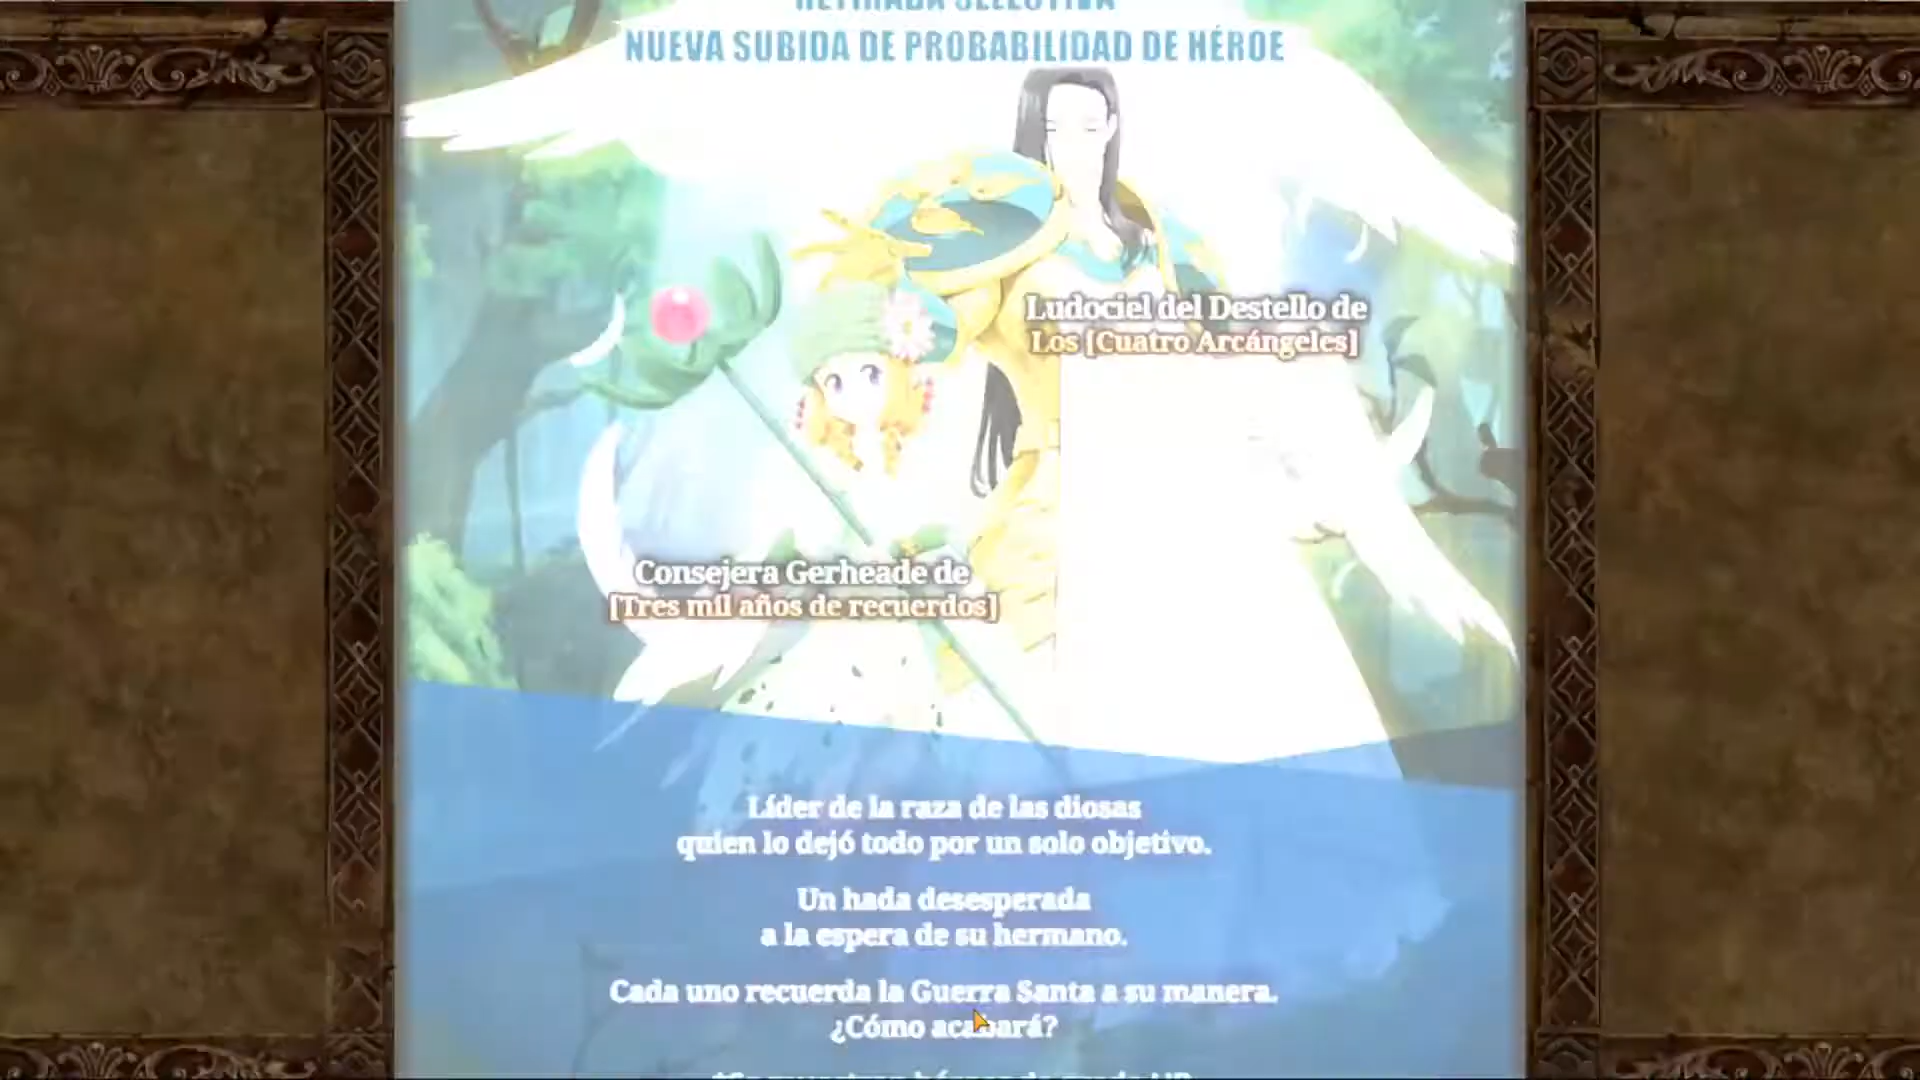 RETIRADA SELECTIVA
NUEVA SUBIDA DE PROBABILIDAD DE HÉROE
Ludociel del Destello de
Los [Cuatro Arcángeles]
Consejera Gerheade de
[Tres mil años de recuerdos]
Líder de la raza de las diosas
quien lo dejó todo por un solo objetivo.
Un hada desesperada
a la espera de su hermano.
Cada uno recuerda la Guerra Santa a su manera.
¿Cómo acabará?